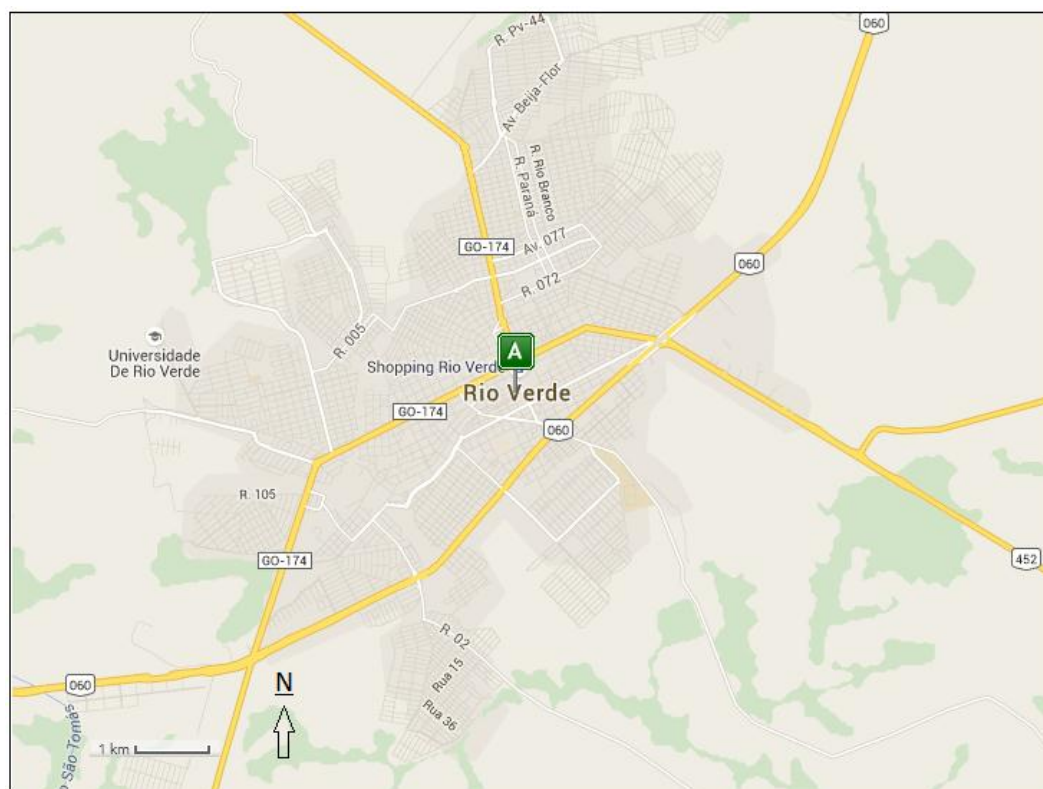 060
R. Pv-44
Av. Beija-Flor
R. Rio Branco
R. Paraná
Av. 077
GO-174
060
R. 072
R. 005
Universidade
De Rio Verde
A
Shopping Rio Verde
Rio Verde
GO-174
060
R. 105
GO-174
452
R. 02
Rua 15
060
N
Rua 36
São Tomás
1 km